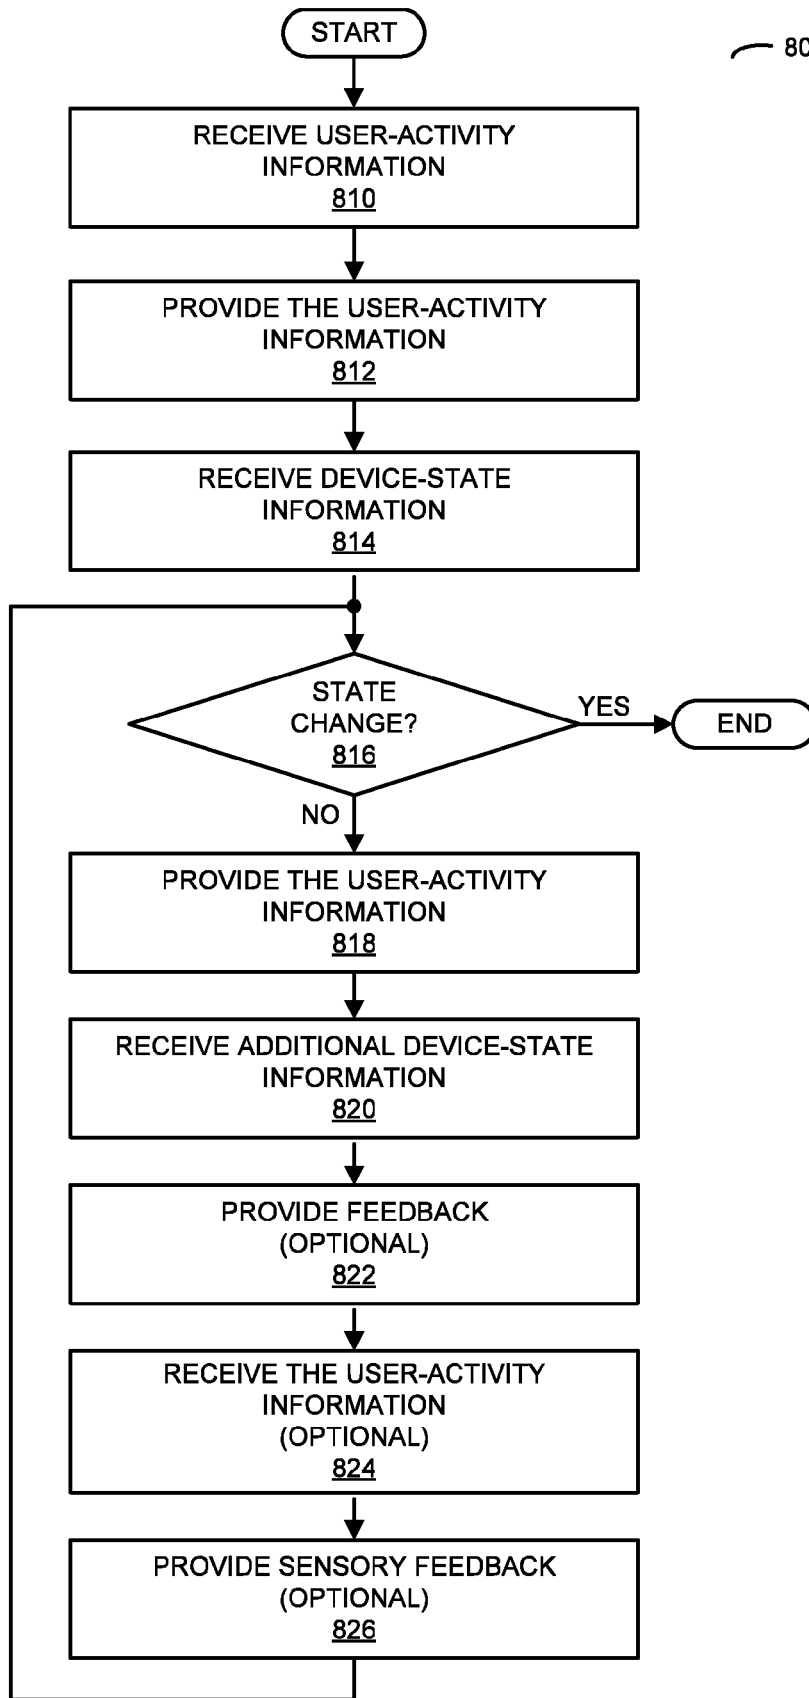 START
80
RECEIVE USER-ACTIVITY
INFORMATION
810
PROVIDE THE USER-ACTIVITY
INFORMATION
812
RECEIVE DEVICE-STATE
INFORMATION
814
STATE
CHANGE?
816
YES
END
NO
PROVIDE THE USER-ACTIVITY
INFORMATION
818
RECEIVE ADDITIONAL DEVICE-STATE
INFORMATION
820
PROVIDE FEEDBACK
(OPTIONAL)
822
RECEIVE THE USER-ACTIVITY
INFORMATION
(OPTIONAL)
824
PROVIDE SENSORY FEEDBACK
(OPTIONAL)
826